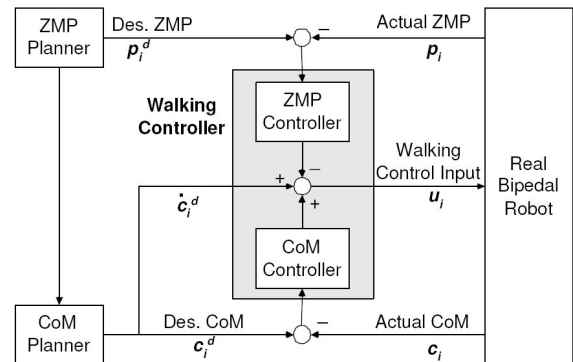 ZMP
Planner
Des. ZMP
p_i^d
−
Actual ZMP
p_i
Walking
Controller
ZMP
Controller
−
+
+
ċ_i^d
Walking
Control Input
u_i
Real
Bipedal
Robot
CoM
Controller
CoM
Planner
Des. CoM
c_i^d
−
Actual CoM
c_i